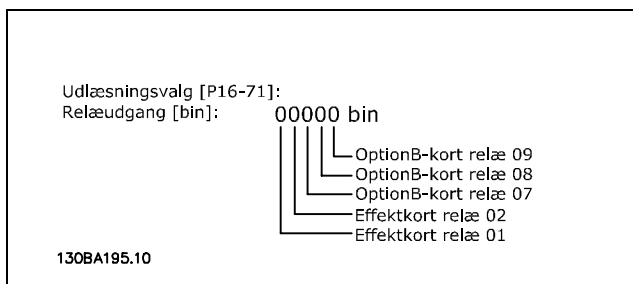 Udlæsningsvalg [P16-71]:
Relæudgang [bin]: 00000 bin
OptionB-kort relæ 09
OptionB-kort relæ 08
OptionB-kort relæ 07
Effektkort relæ 02
Effektkort relæ 01
130BA195.10